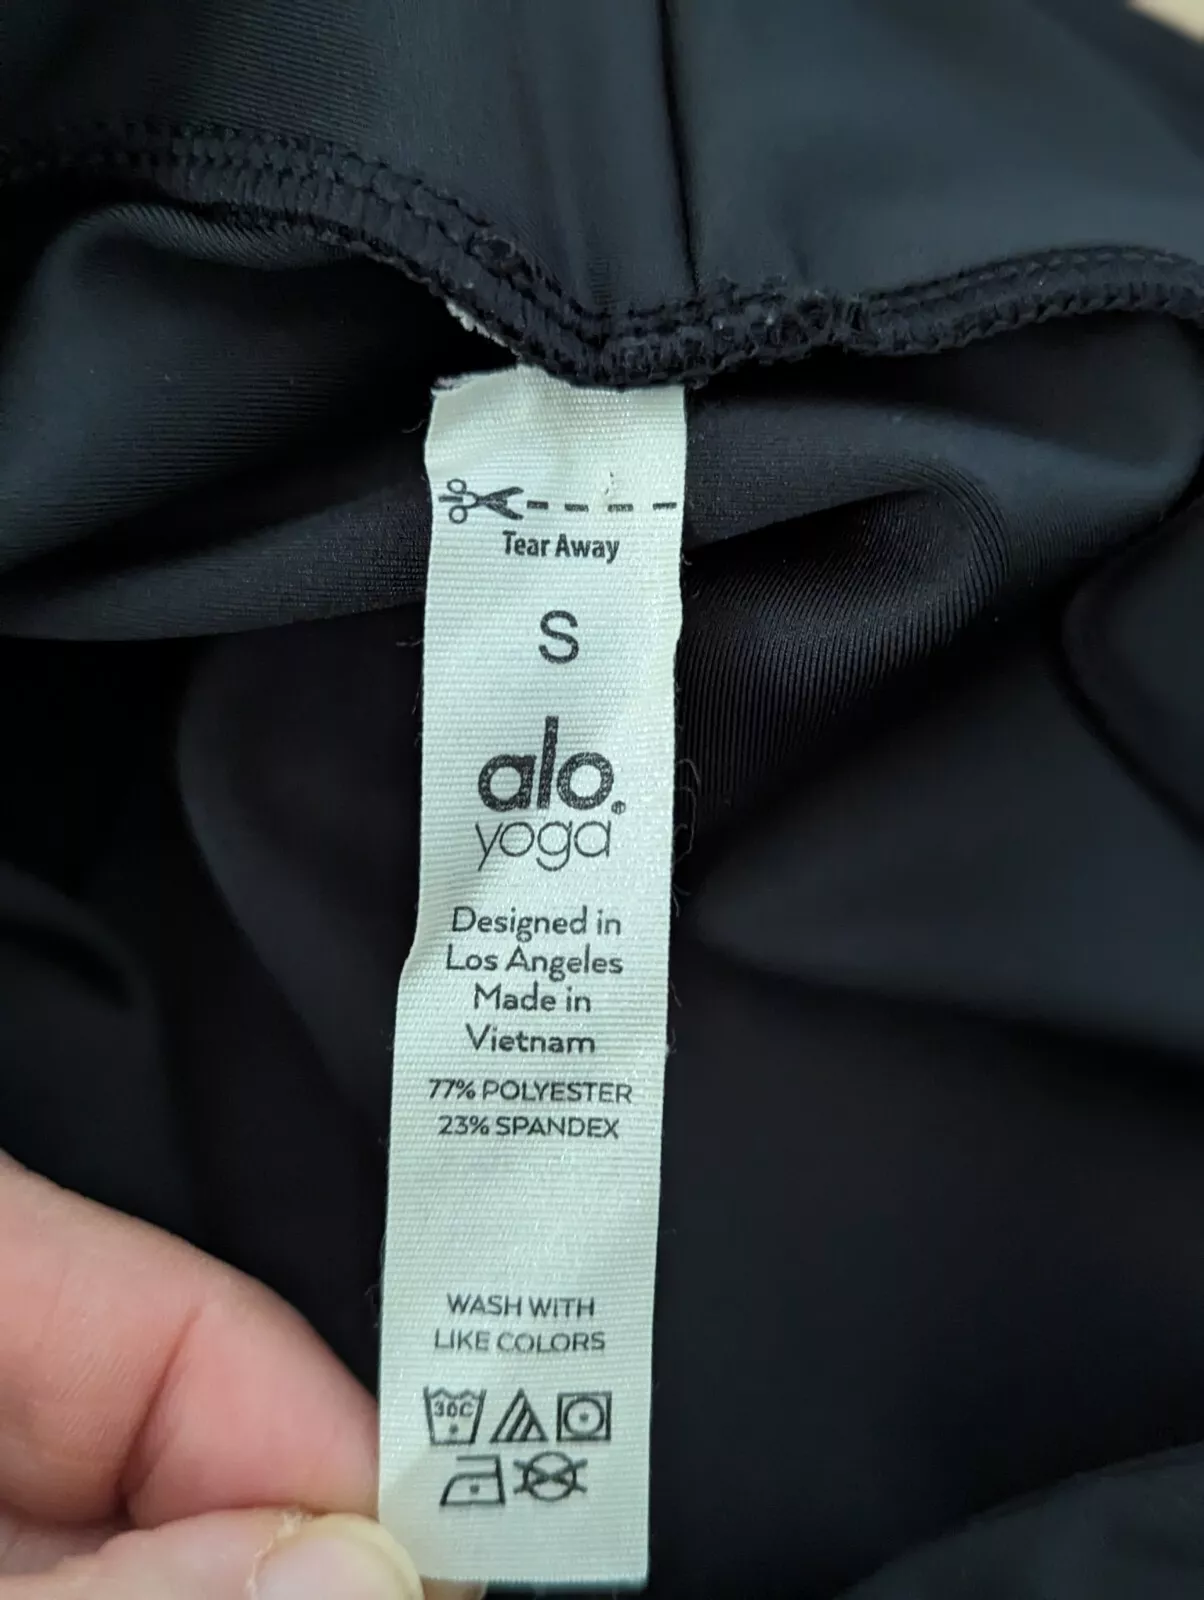 Tear Away
S
alo®
yoga
Designed in
Los Angeles
Made in
Vietnam
77% POLYESTER
23% SPANDEX
WASH WITH
LIKE COLORS
30C